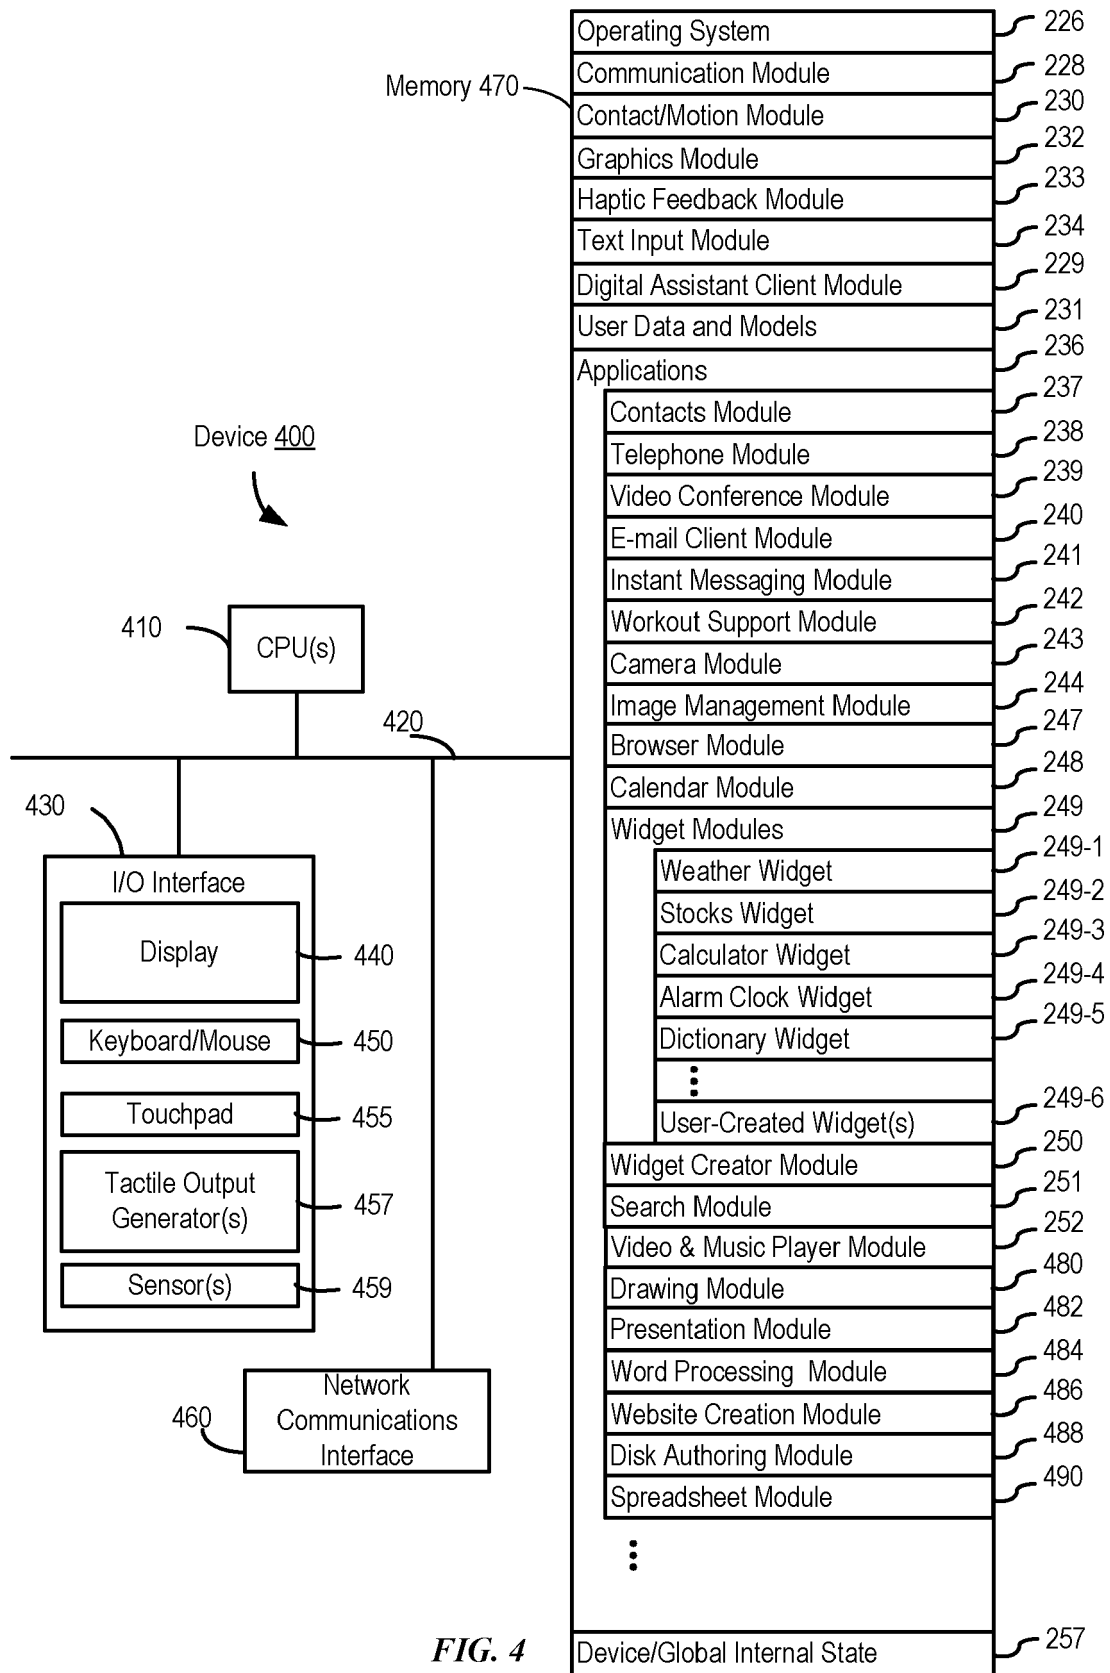 Operating System 226
Memory 470
Communication Module 228
Contact/Motion Module 230
Graphics Module 232
Haptic Feedback Module 233
Text Input Module 234
Digital Assistant Client Module 229
User Data and Models 231
Applications 236
Contacts Module 237
Telephone Module 238
Video Conference Module 239
E-mail Client Module 240
Instant Messaging Module 241
Workout Support Module 242
Camera Module 243
Image Management Module 244
Browser Module 247
Calendar Module 248
Widget Modules 249
Weather Widget 249-1
Stocks Widget 249-2
Calculator Widget 249-3
Alarm Clock Widget 249-4
Dictionary Widget 249-5
User-Created Widget(s) 249-6
Widget Creator Module 250
Search Module 251
Video & Music Player Module 252
Drawing Module 480
Presentation Module 482
Word Processing Module 484
Website Creation Module 486
Disk Authoring Module 488
Spreadsheet Module 490
Device/Global Internal State 257
Device 400
410
CPU(s)
420
430
I/O Interface
Display 440
Keyboard/Mouse 450
Touchpad 455
Tactile Output
Generator(s) 457
Sensor(s) 459
460
Network
Communications
Interface
FIG. 4